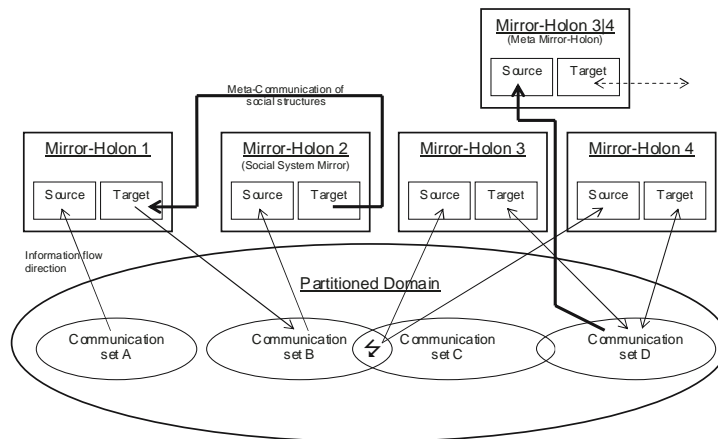 Mirror-Holon 3|4
(Meta Mirror-Holon)
Source
Target
Meta-Communication of
social structures
Mirror-Holon 1
Source
Target
Mirror-Holon 2
(Social System Mirror)
Source
Target
Mirror-Holon 3
Source
Target
Mirror-Holon 4
Source
Target
Information flow
direction
Partitioned Domain
Communication
set A
Communication
set B
Communication
set C
Communication
set D